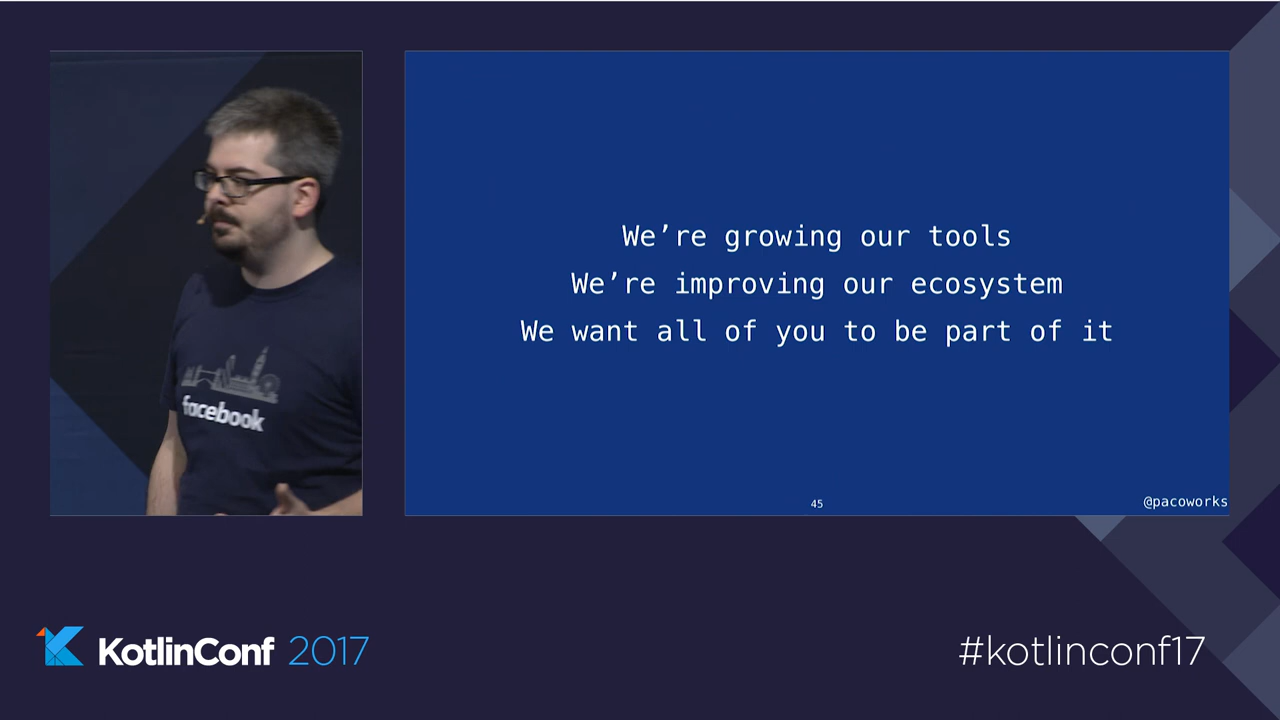 facebook
We’re growing our tools
We’re improving our ecosystem
We want all of you to be part of it
45
@pacoworks
KotlinConf 2017
#kotlinconf17